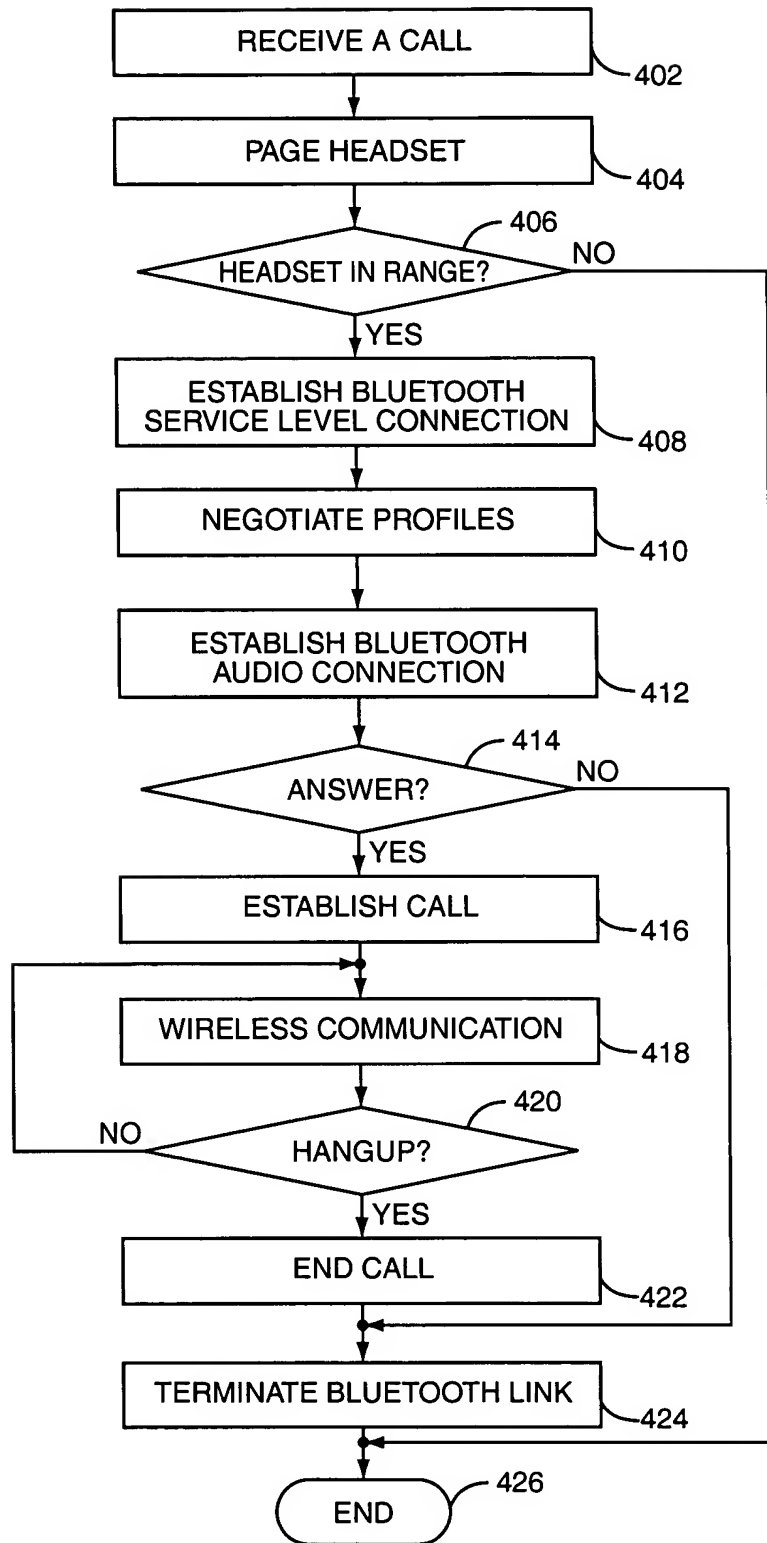 RECEIVE A CALL
402
PAGE HEADSET
404
406
HEADSET IN RANGE?
NO
YES
ESTABLISH BLUETOOTH
SERVICE LEVEL CONNECTION
408
NEGOTIATE PROFILES
410
ESTABLISH BLUETOOTH
AUDIO CONNECTION
412
414
ANSWER?
NO
YES
ESTABLISH CALL
416
WIRELESS COMMUNICATION
418
420
NO
HANGUP?
YES
END CALL
422
TERMINATE BLUETOOTH LINK
424
426
END